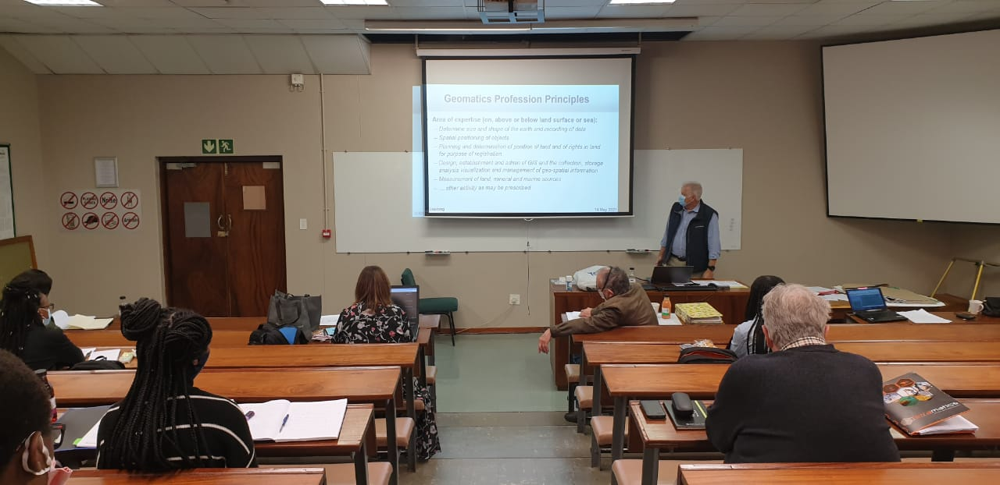 Geomatics Profession Principles
Area of expertise (on, above or below land surface or sea):
– Determine size and shape of the earth and recording of data
– Spatial positioning of objects
– Planning and determination of position of land and of rights in land
for purpose of registration
– Design, establishment and admin of GIS and the collection, storage
analysis visualization and management of geo-spatial information
– Measurement of land, mineral and marine sources
– ....other activity as may be prescribed
14 May 2021
Noise